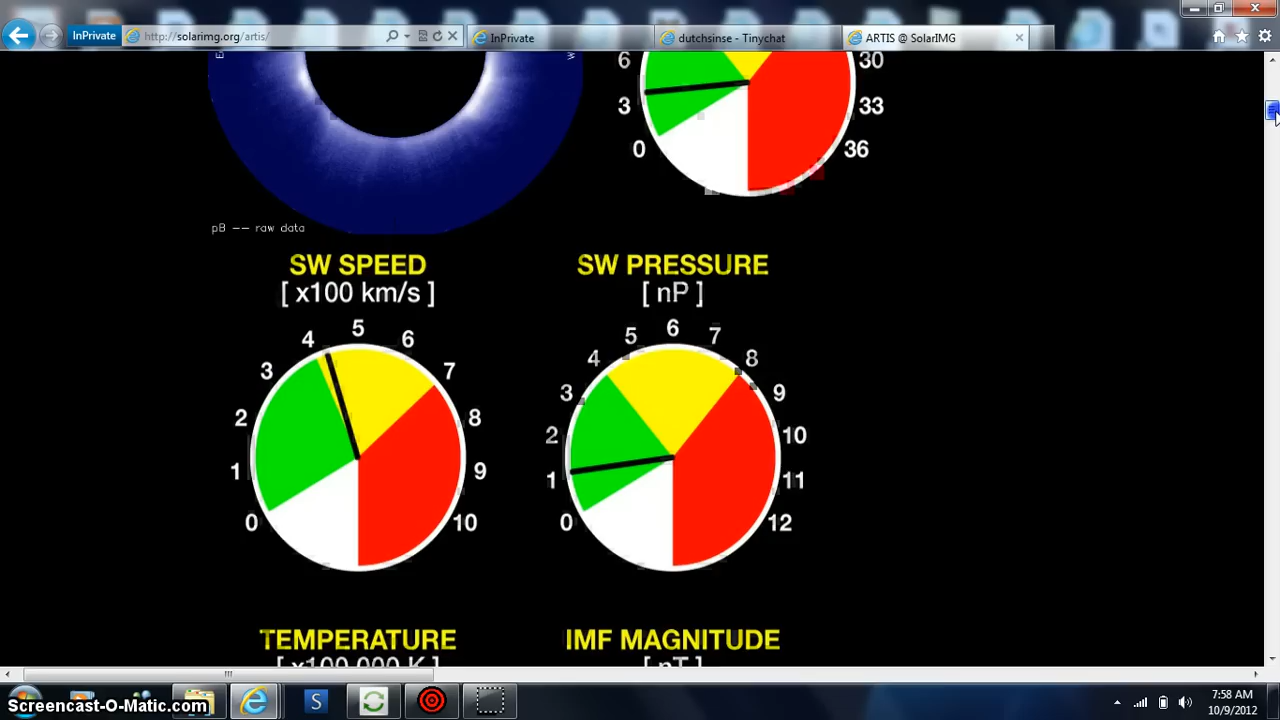 InPrivate
http://solarimg.org/artis/
InPrivate
dutchsinse - Tinychat
ARTIS @ SolarIMG
E
W
6
3
0
30
33
36
pB -- raw data
SW SPEED
[ x100 km/s ]
SW PRESSURE
[ nP ]
0
1
2
3
4
5
6
7
8
9
10
0
1
2
3
4
5
6
7
8
9
10
11
12
TEMPERATURE
[ x100 000 K ]
IMF MAGNITUDE
[ nT ]
S
7:58 AM
10/9/2012
Screencast-O-Matic.com